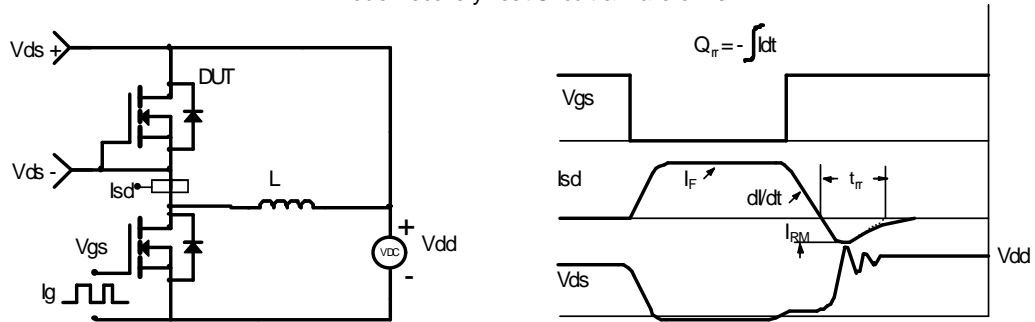 Q_rr = - ∫Idt
Vds +
DUT
Vgs
Vds -
Isd
L
I_F
dI/dt
t_rr
Isd
+
Vdd
VDC
-
I_RM
Vgs
Vdd
Ig
Vds